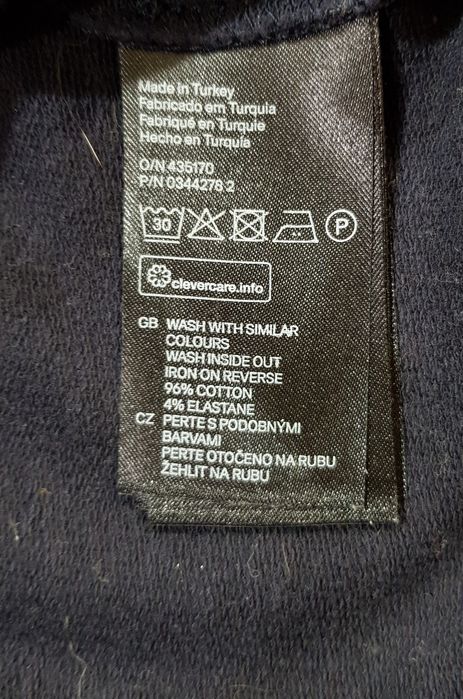 Made in Turkey
Fabricado em Turquia
Fabriqué en Turquie
Hecho en Turquía
O/N 435170
P/N 0344278 2
30 P
clevercare.info
GB WASH WITH SIMILAR
COLOURS
WASH INSIDE OUT
IRON ON REVERSE
96% COTTON
4% ELASTANE
CZ PERTE S PODOBNÝMI
BARVAMI
PERTE OTOČENO NA RUBU
ŽEHLIT NA RUBU